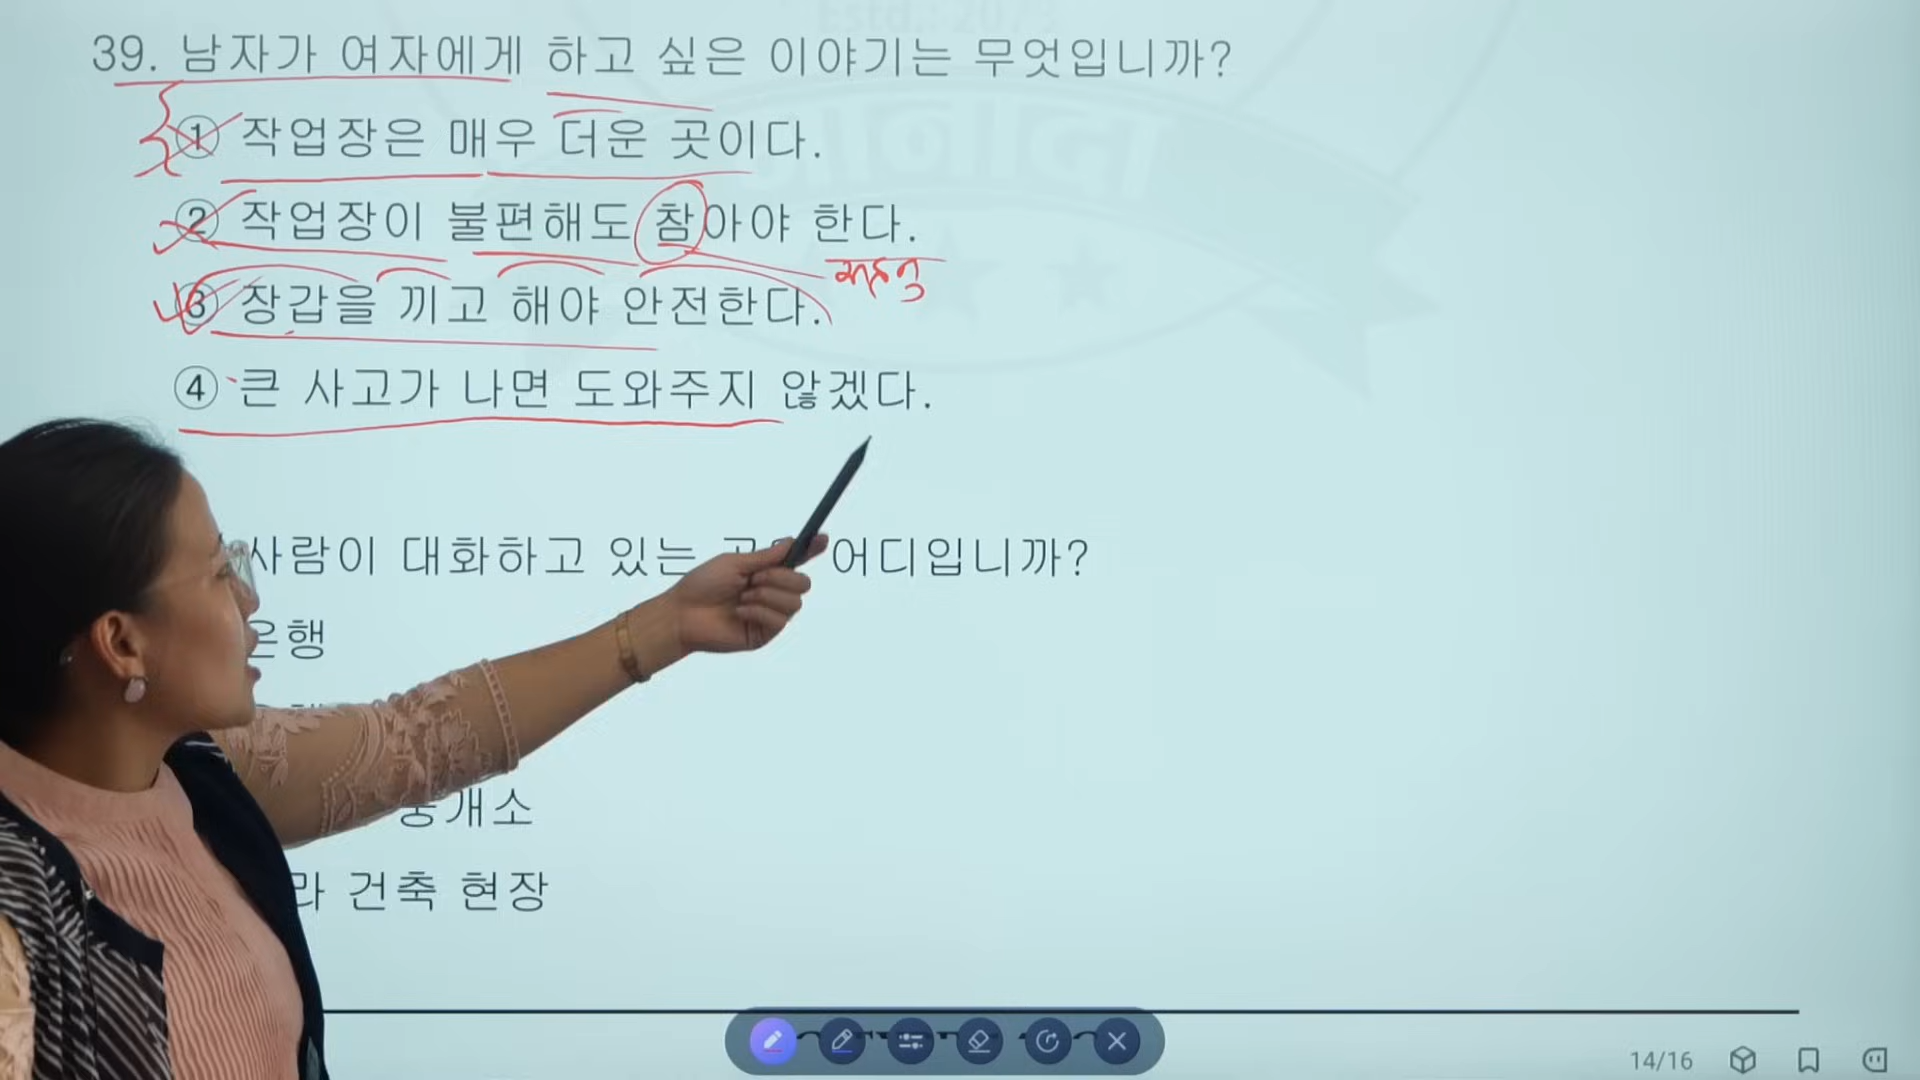 Estd.: 2073
39. 남자가 여자에게 하고 싶은 이야기는 무엇입니까?
① 작업장은 매우 더운 곳이다.
② 작업장이 불편해도 참아야 한다.
③ 장갑을 끼고 해야 안전한다.
④ 큰 사고가 나면 도와주지 않겠다.
사람이 대화하고 있는 어디입니까?
은행
중개소
건축 현장
14/16